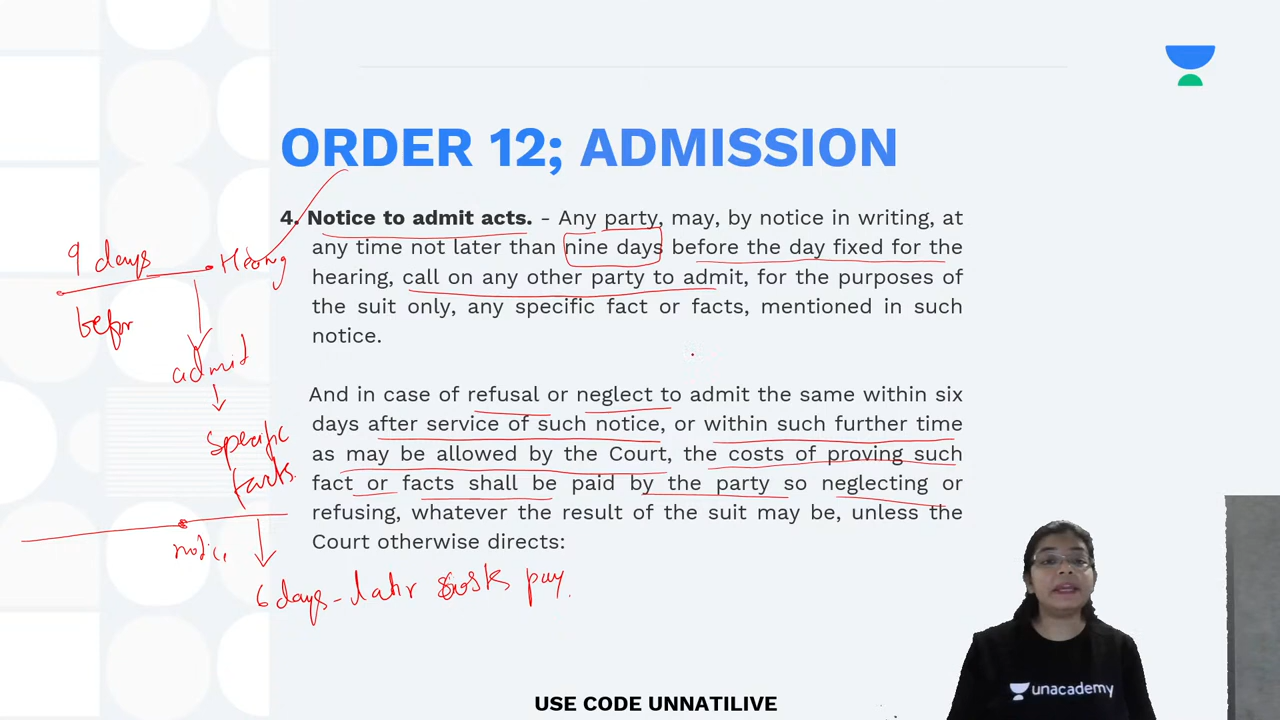 ORDER 12; ADMISSION
4. Notice to admit acts. - Any party, may, by notice in writing, at
any time not later than nine days before the day fixed for the
hearing, call on any other party to admit, for the purposes of
the suit only, any specific fact or facts, mentioned in such
notice.
And in case of refusal or neglect to admit the same within six
days after service of such notice, or within such further time
as may be allowed by the Court, the costs of proving such
fact or facts shall be paid by the party so neglecting or
refusing, whatever the result of the suit may be, unless the
Court otherwise directs:
9 days
befor
admit
specific
facts.
notice
6 days - pay.
unacademy
USE CODE UNNATILIVE